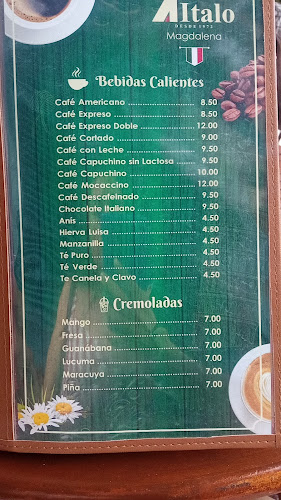 Italo
DESDE 1972
Magdalena
Bebidas Calientes
Café Americano 8.50
Café Expreso 8.50
Café Expreso Doble 12.00
Café Cortado 9.00
Café con Leche 9.50
Café Capuchino sin Lactosa 9.50
Café Capuchino 10.00
Café Mocaccino 12.00
Café Descafeinado 9.50
Chocolate Italiano 9.50
Anis 4.50
Hierva Luisa 4.50
Manzanilla 4.50
Té Puro 4.50
Té Verde 4.50
Te Canela y Clavo 4.50
Cremoladas
Mango 7.00
Fresa 7.00
Guanábana 7.00
Lucuma 7.00
Maracuya 7.00
Piña 7.00